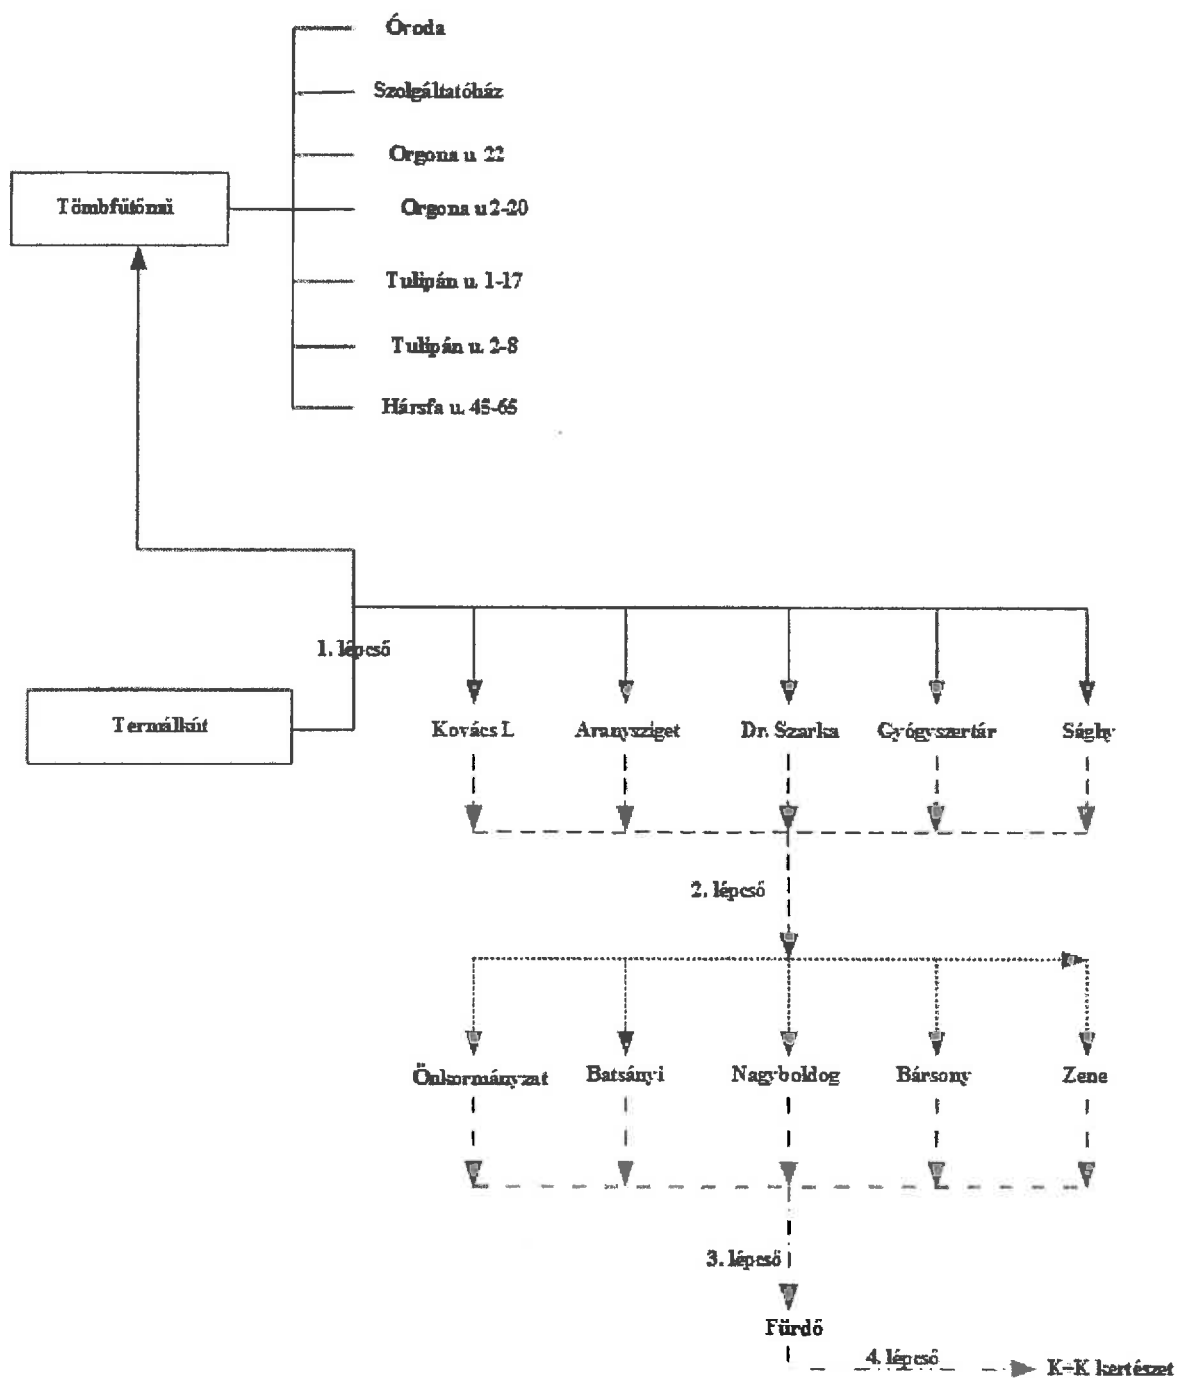 Óroda
Szolgáltatóház
Orgona u. 22
Tömbfűtőmű
Orgona u 2-20
Tulipán u. 1-17
Tulipán u. 2-8
Hársfa u. 45-65
1. lépcső
Termálkút
Kovács L
Aranysziget
Dr. Szarka
Gyógyszertár
Sághy
2. lépcső
Önkormányzat
Batsányi
Nagyboldog
Bársony
Zene
3. lépcső
Fürdő
4. lépcső
K+K kertészet